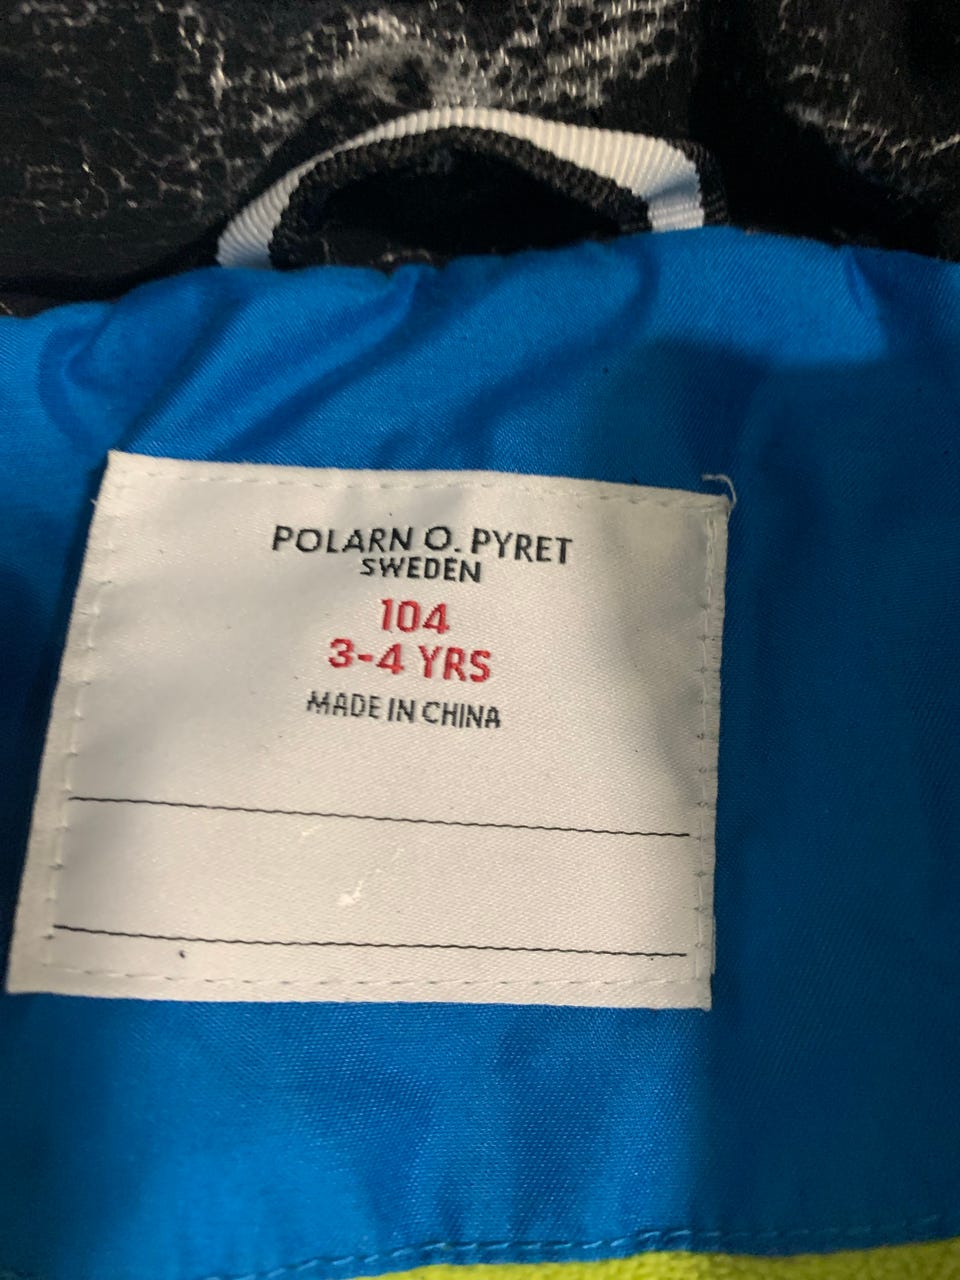 POLARN O. PYRET
SWEDEN
104
3-4 YRS
MADE IN CHINA